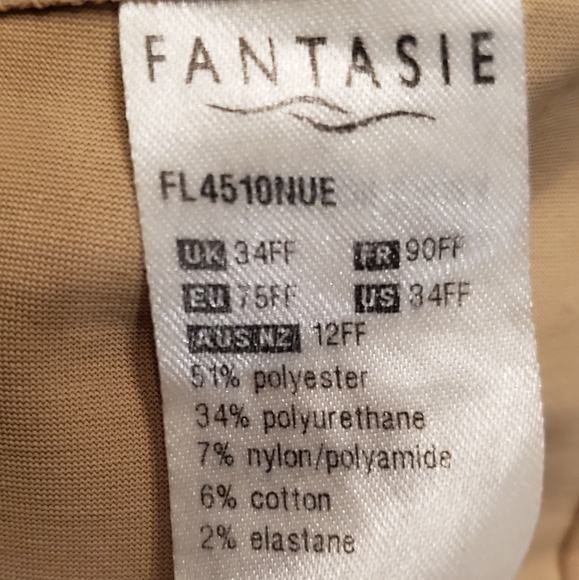 FANTASIE
FL4510NUE
UK 34FF FR 90FF
EU 75FF US 34FF
AUS/NZ 12FF
51% polyester
34% polyurethane
7% nylon/polyamide
6% cotton
2% elastane